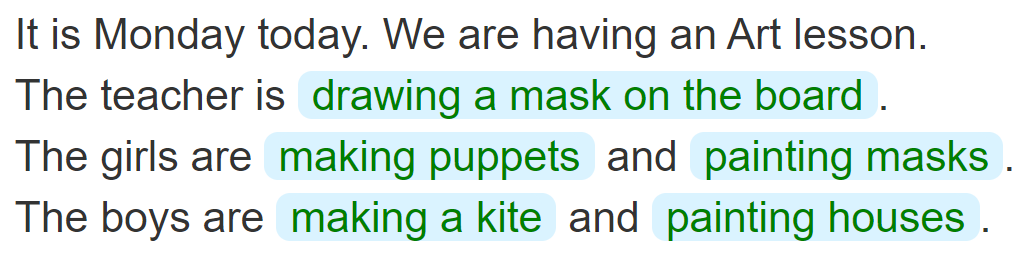 It is Monday today. We are having an Art lesson.
The teacher is drawing a mask on the board.
The girls are making puppets and painting masks.
The boys are making a kite and painting houses.